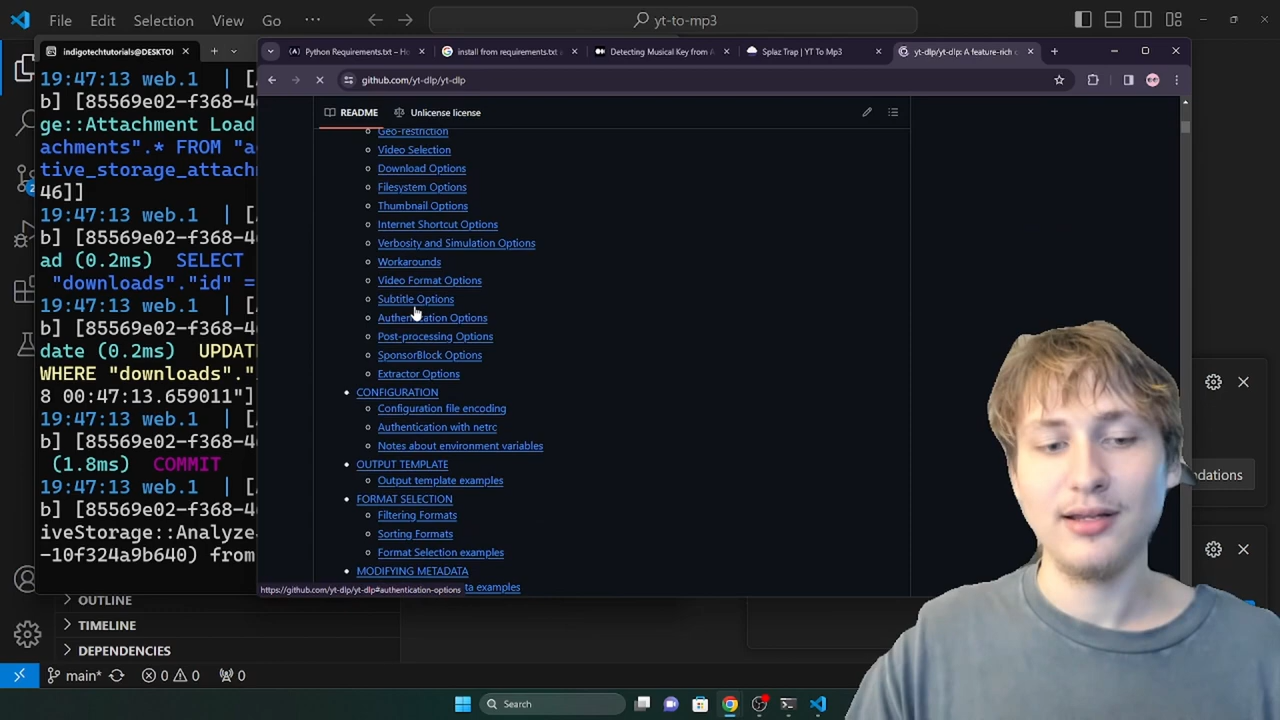 File Edit Selection View Go ··· yt-to-mp3
indigotechtutorials@DESKTOI
Python Requirements.txt – Ho
install from requirements.txt a
Detecting Musical Key from A
Splaz Trap | YT To Mp3
yt-dlp/yt-dlp: A feature-rich c
github.com/yt-dlp/yt-dlp
README Unlicense license
19:47:13 web.1 | [
b] [85569e02-f368-4
ge::Attachment Load
achments".* FROM "a
tive_storage_attach
46]]
19:47:13 web.1 | [
b] [85569e02-f368-4
ad (0.2ms) SELECT
"downloads"."id" =
19:47:13 web.1 | [
b] [85569e02-f368-4
date (0.2ms) UPDAT
WHERE "downloads".
8 00:47:13.659011"]
19:47:13 web.1 | [
b] [85569e02-f368-4
(1.8ms) COMMIT
19:47:13 web.1 | [
b] [85569e02-f368-4
iveStorage::Analyze
-10f324a9b640) from
Geo-restriction
Video Selection
Download Options
Filesystem Options
Thumbnail Options
Internet Shortcut Options
Verbosity and Simulation Options
Workarounds
Video Format Options
Subtitle Options
Authentication Options
Post-processing Options
SponsorBlock Options
Extractor Options
CONFIGURATION
Configuration file encoding
Authentication with netrc
Notes about environment variables
OUTPUT TEMPLATE
Output template examples
FORMAT SELECTION
Filtering Formats
Sorting Formats
Format Selection examples
MODIFYING METADATA
ta examples
https://github.com/yt-dlp/yt-dlp#authentication-options
ndations
OUTLINE
TIMELINE
DEPENDENCIES
main* 0 0 0
Search